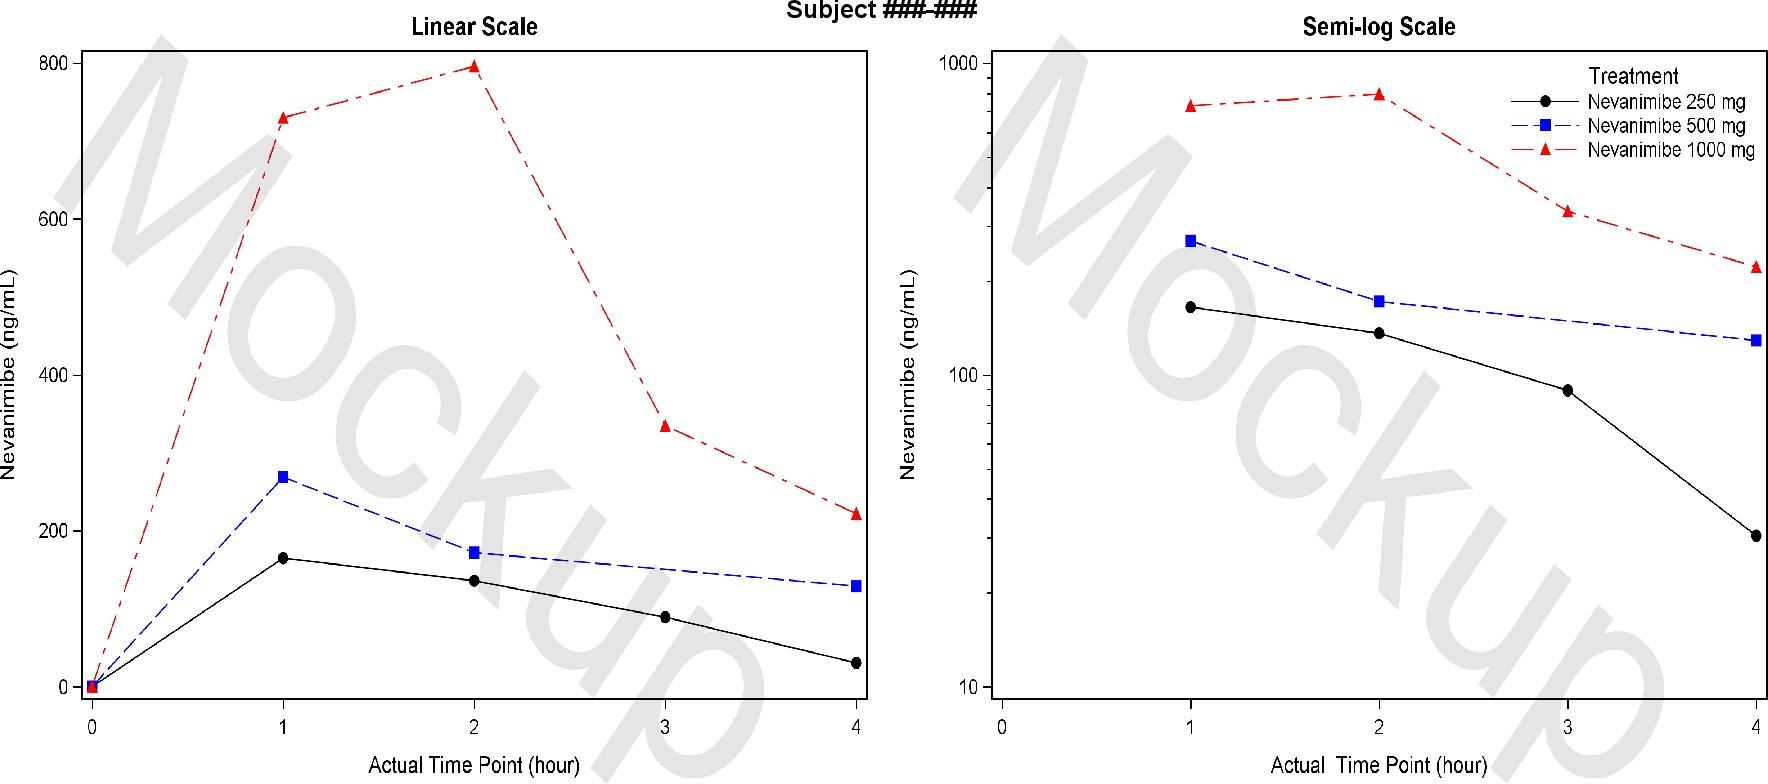 Subject ###-###
Linear Scale
800
600
400
200
0
Nevanimibe (ng/mL)
0 1 2 3 4
Actual Time Point (hour)
Mockup
Semi-log Scale
1000
100
10
Nevanimibe (ng/mL)
Treatment
Nevanimibe 250 mg
Nevanimibe 500 mg
Nevanimibe 1000 mg
0 1 2 3 4
Actual Time Point (hour)
Mockup